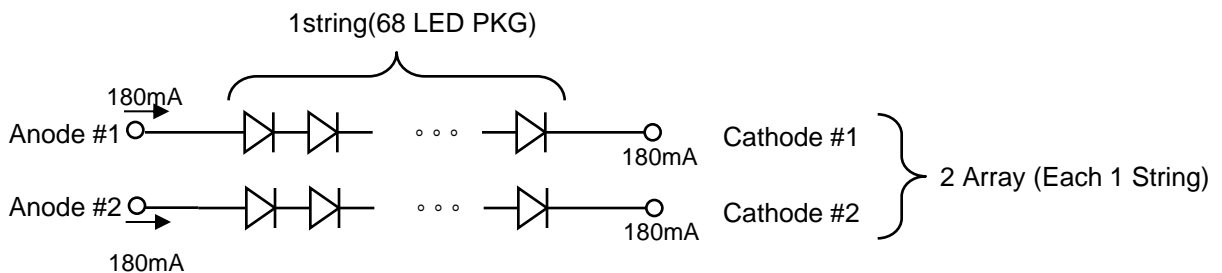 1string(68 LED PKG)
180mA
Anode #1
180mA
Cathode #1
2 Array (Each 1 String)
Anode #2
180mA
Cathode #2
180mA